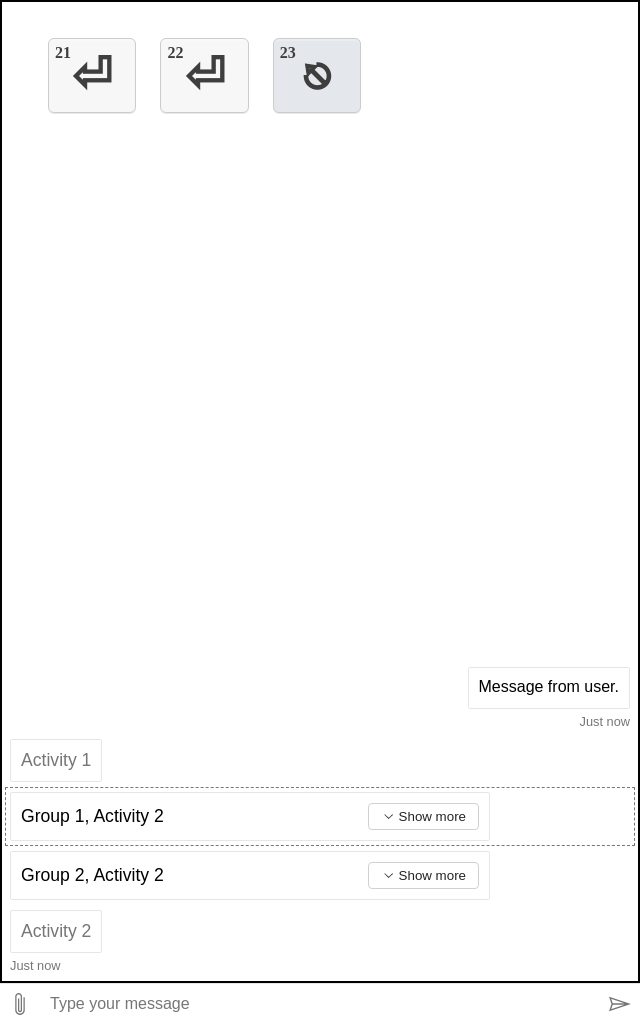 21
22
23
Message from user.
Just now
Activity 1
Group 1, Activity 2
Show more
Group 2, Activity 2
Show more
Activity 2
Just now
Type your message